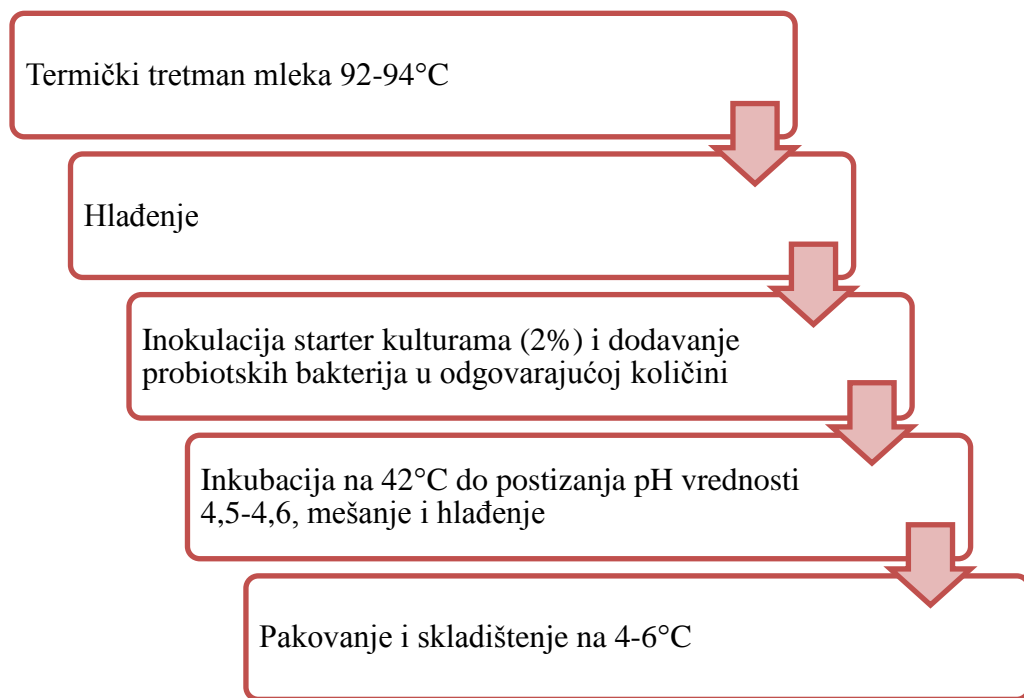 Termički tretman mleka 92-94°C
Hlađenje
Inokulacija starter kulturama (2%) i dodavanje
probiotskih bakterija u odgovarajućoj količini
Inkubacija na 42°C do postizanja pH vrednosti
4,5-4,6, mešanje i hlađenje
Pakovanje i skladištenje na 4-6°C